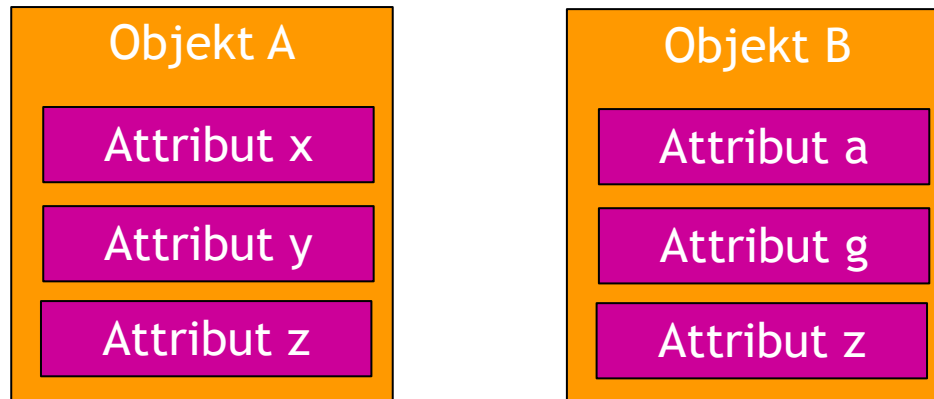 Objekt A
Attribut x
Attribut y
Attribut z
Objekt B
Attribut a
Attribut g
Attribut z